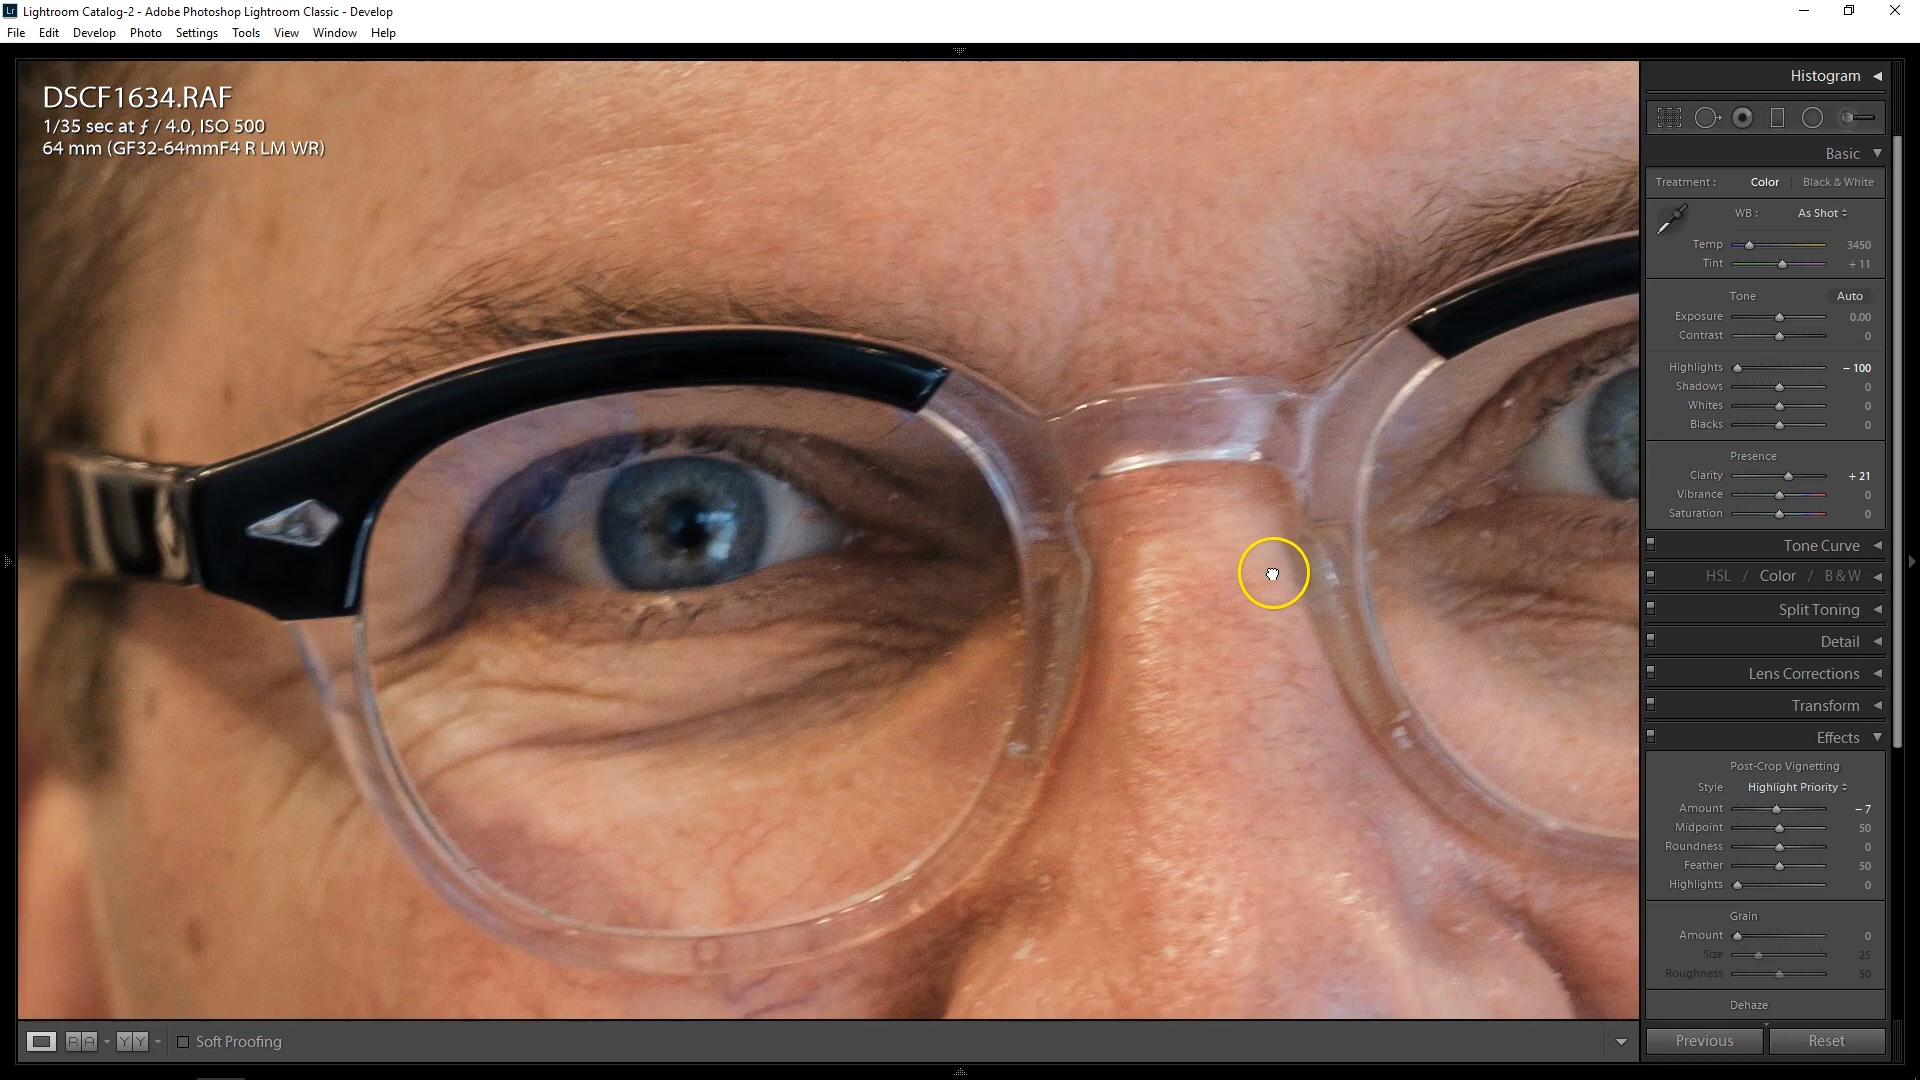 Lr Lightroom Catalog-2 - Adobe Photoshop Lightroom Classic - Develop
File Edit Develop Photo Settings Tools View Window Help
DSCF1634.RAF
1/35 sec at ƒ / 4.0, ISO 500
64 mm (GF32-64mmF4 R LM WR)
Histogram
Basic
Treatment : Color Black & White
WB : As Shot
Temp 3450
Tint + 11
Tone Auto
Exposure 0.00
Contrast 0
Highlights − 100
Shadows 0
Whites 0
Blacks 0
Presence
Clarity + 21
Vibrance 0
Saturation 0
Tone Curve
HSL / Color / B & W
Split Toning
Detail
Lens Corrections
Transform
Effects
Post-Crop Vignetting
Style Highlight Priority
Amount − 7
Midpoint 50
Roundness 0
Feather 50
Highlights 0
Grain
Amount 0
Size 25
Roughness 50
Dehaze
R A Y Y Soft Proofing
Previous Reset